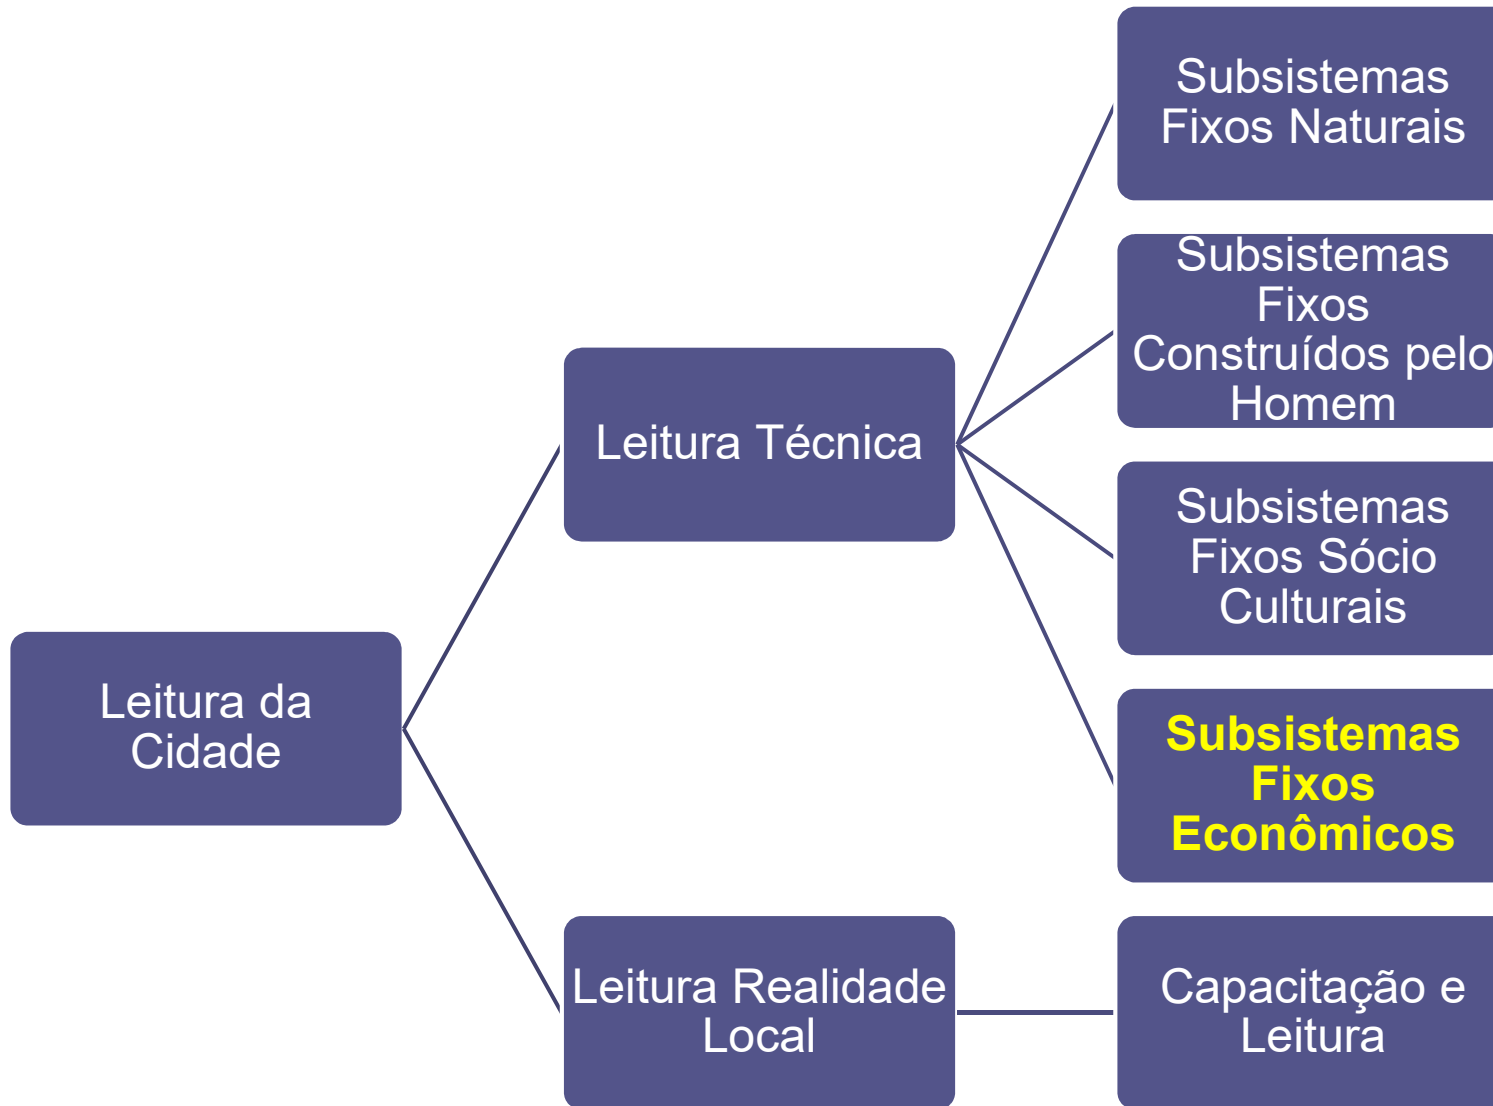 Subsistemas
Fixos Naturais
Subsistemas
Fixos
Construídos pelo
Homem
Leitura Técnica
Subsistemas
Fixos Sócio
Culturais
Leitura da
Cidade
Subsistemas
Fixos
Econômicos
Leitura Realidade
Local
Capacitação e
Leitura